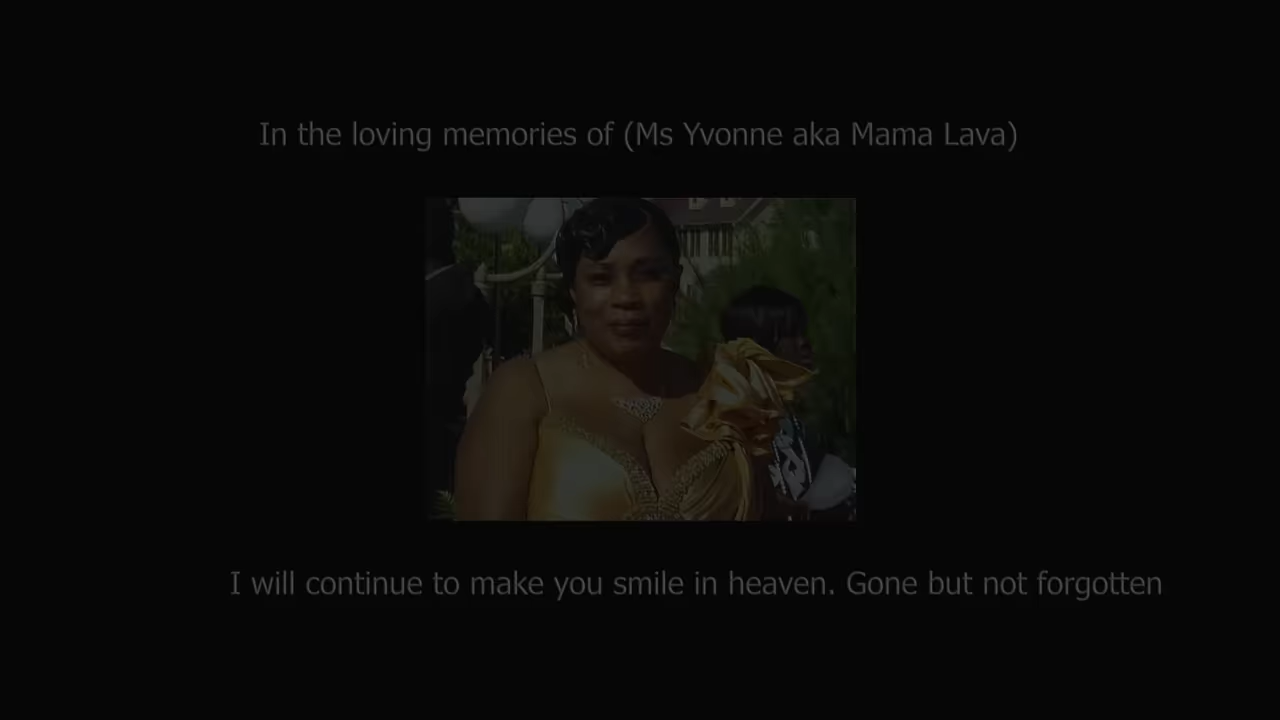 In the loving memories of (Ms Yvonne aka Mama Lava)
I will continue to make you smile in heaven. Gone but not forgotten